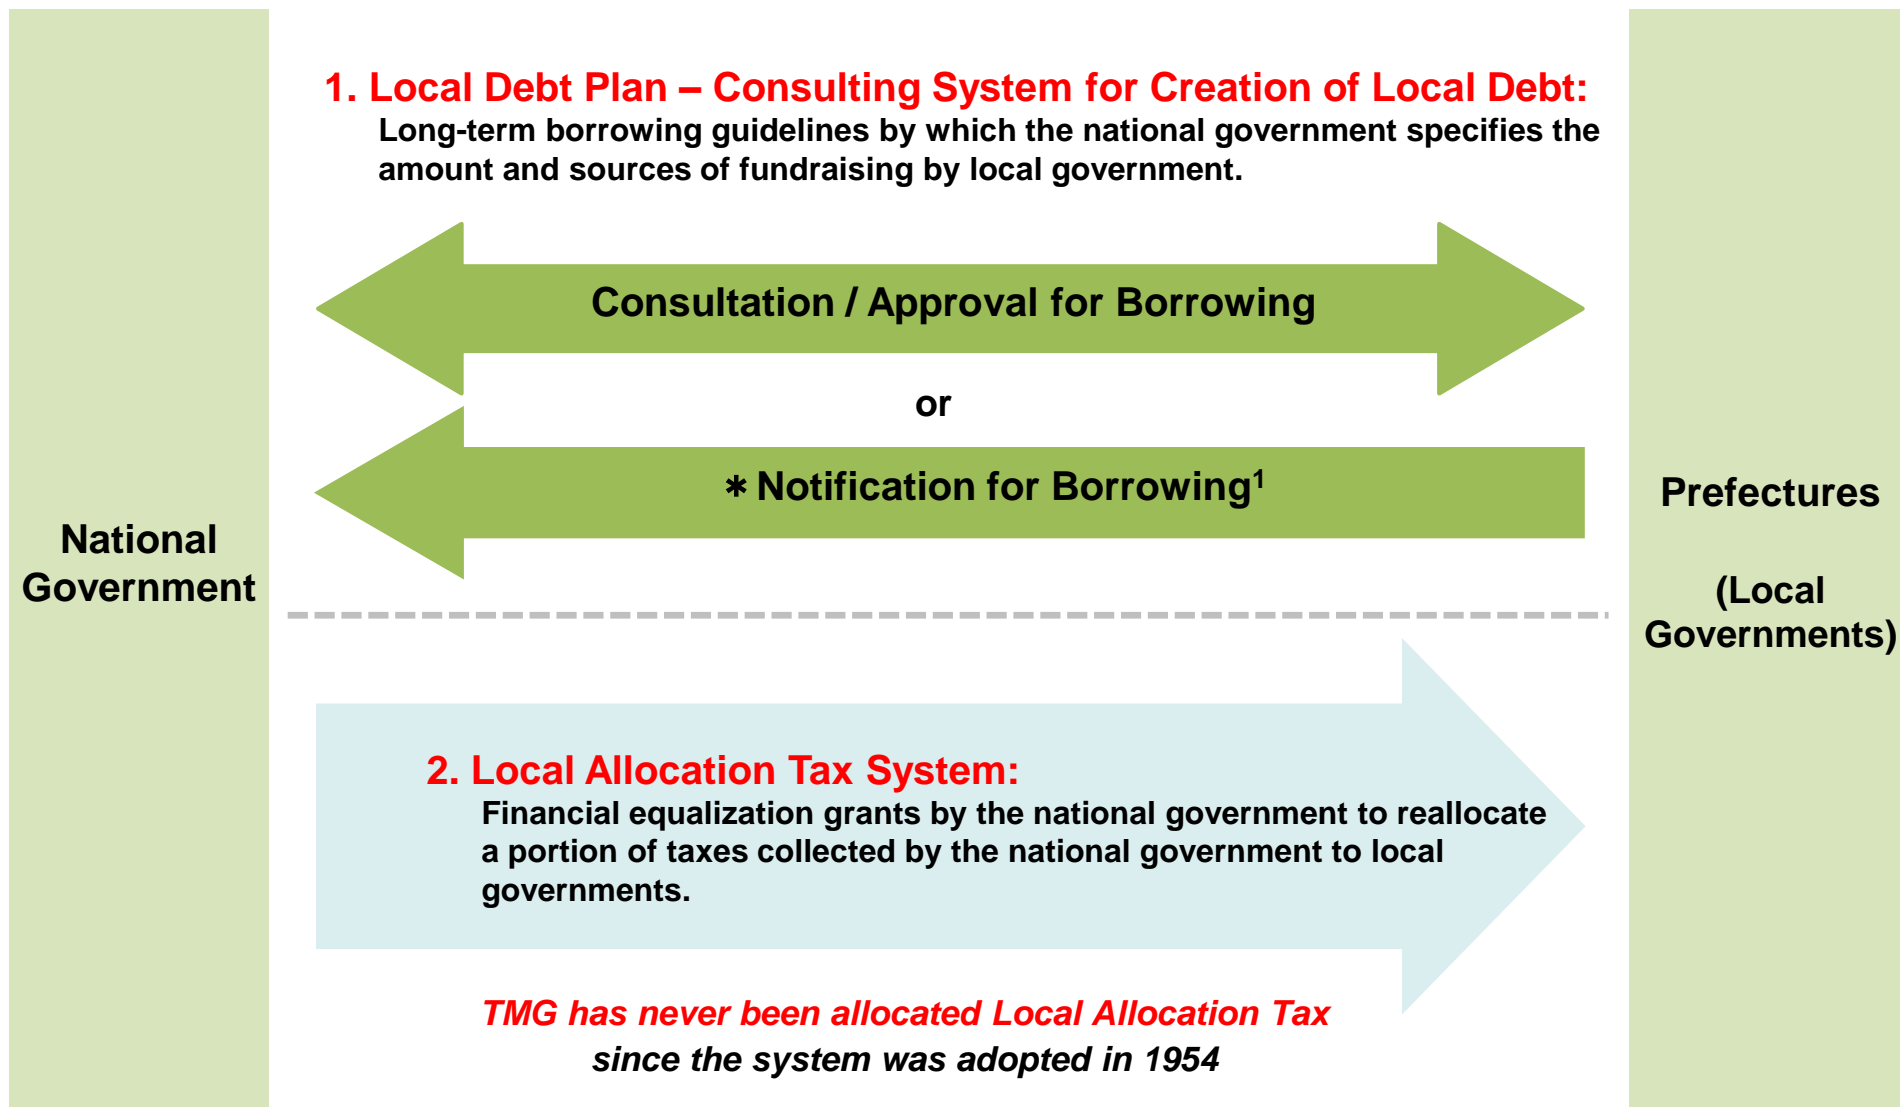 1. Local Debt Plan – Consulting System for Creation of Local Debt:
Long-term borrowing guidelines by which the national government specifies the
amount and sources of fundraising by local government.
Consultation / Approval for Borrowing
or
* Notification for Borrowing¹
National
Government
Prefectures
(Local
Governments)
2. Local Allocation Tax System:
Financial equalization grants by the national government to reallocate
a portion of taxes collected by the national government to local
governments.
TMG has never been allocated Local Allocation Tax
since the system was adopted in 1954